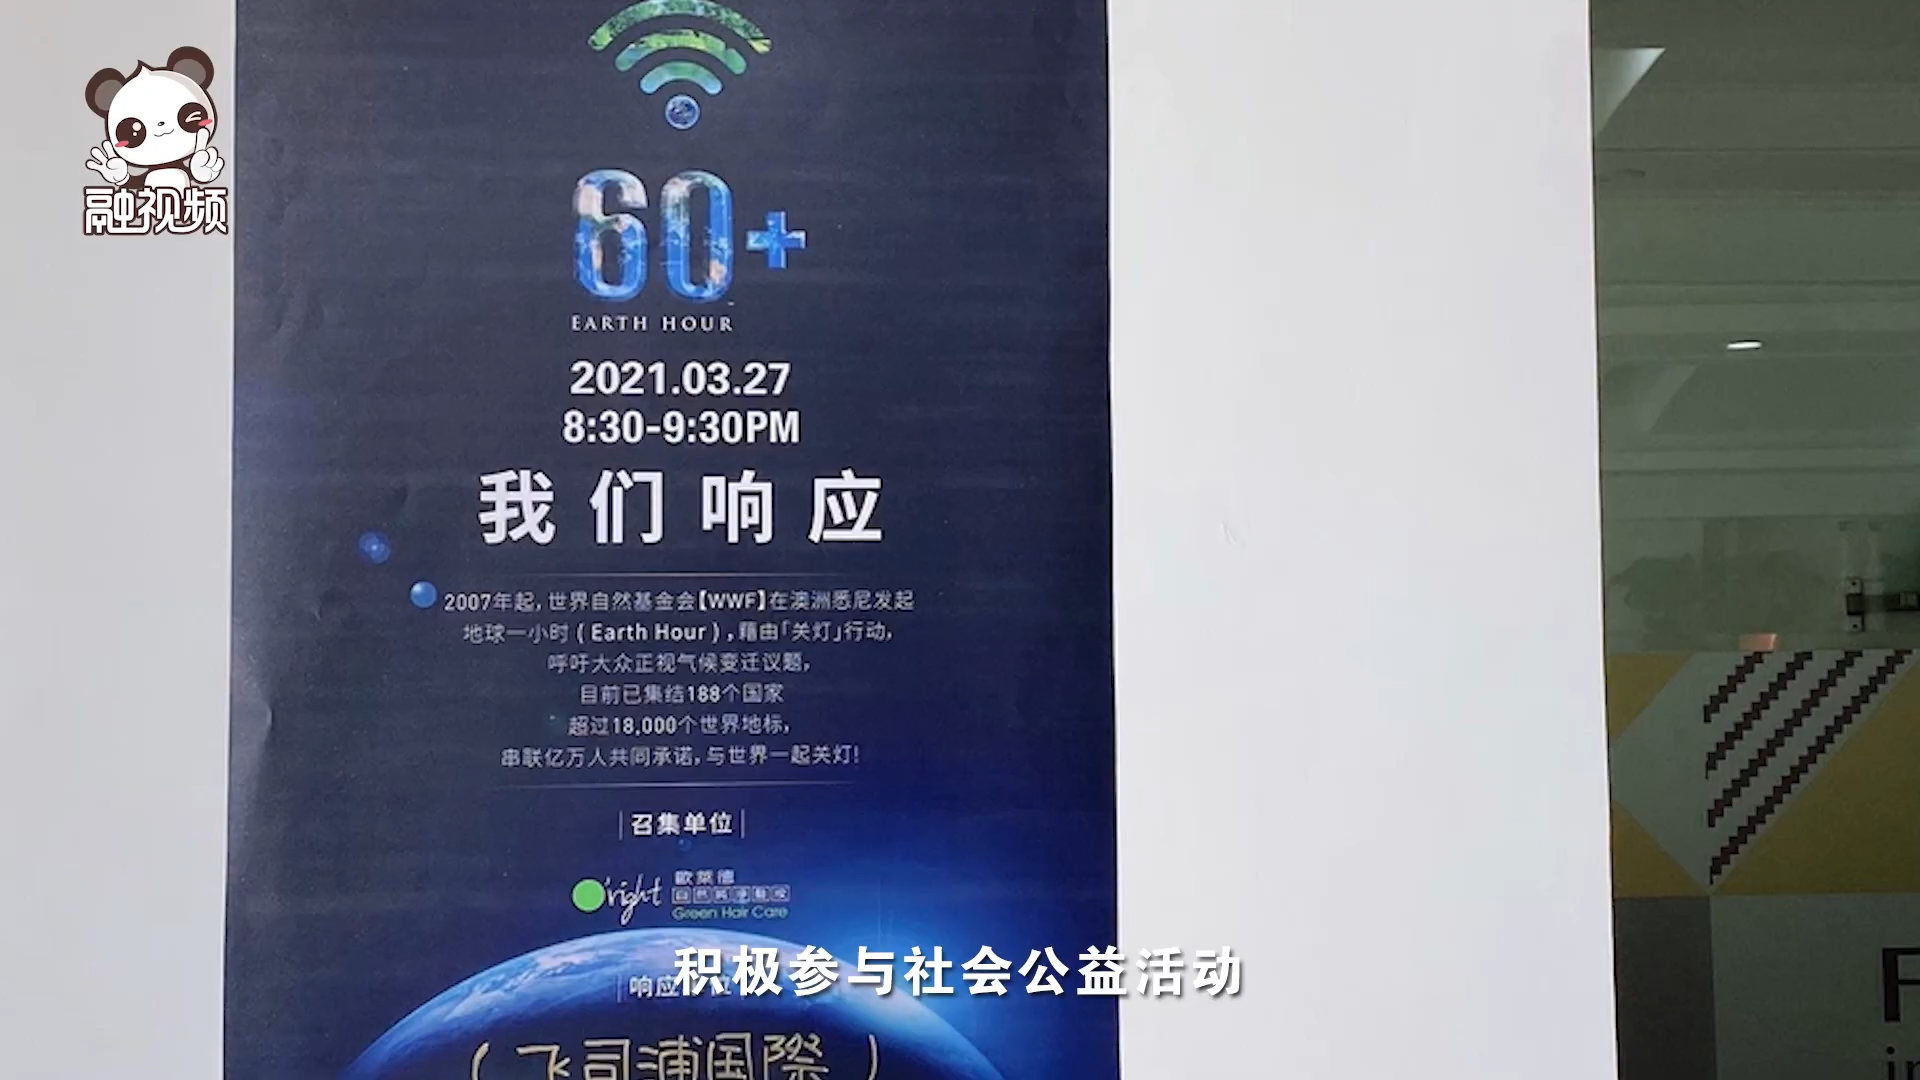 融视频
60+
EARTH HOUR
2021.03.27
8:30-9:30PM
我们响应
2007年起,世界自然基金会【WWF】在澳洲悉尼发起
地球一小时(Earth Hour),藉由「关灯」行动,
呼吁大众正视气候变迁议题,
目前已集结188个国家
超过18,000个世界地标,
串联亿万人共同承诺,与世界一起关灯!
召集单位
O'right
歐萊德
Green Hair Care
响应
积极参与社会公益活动
(飞司浦国際)